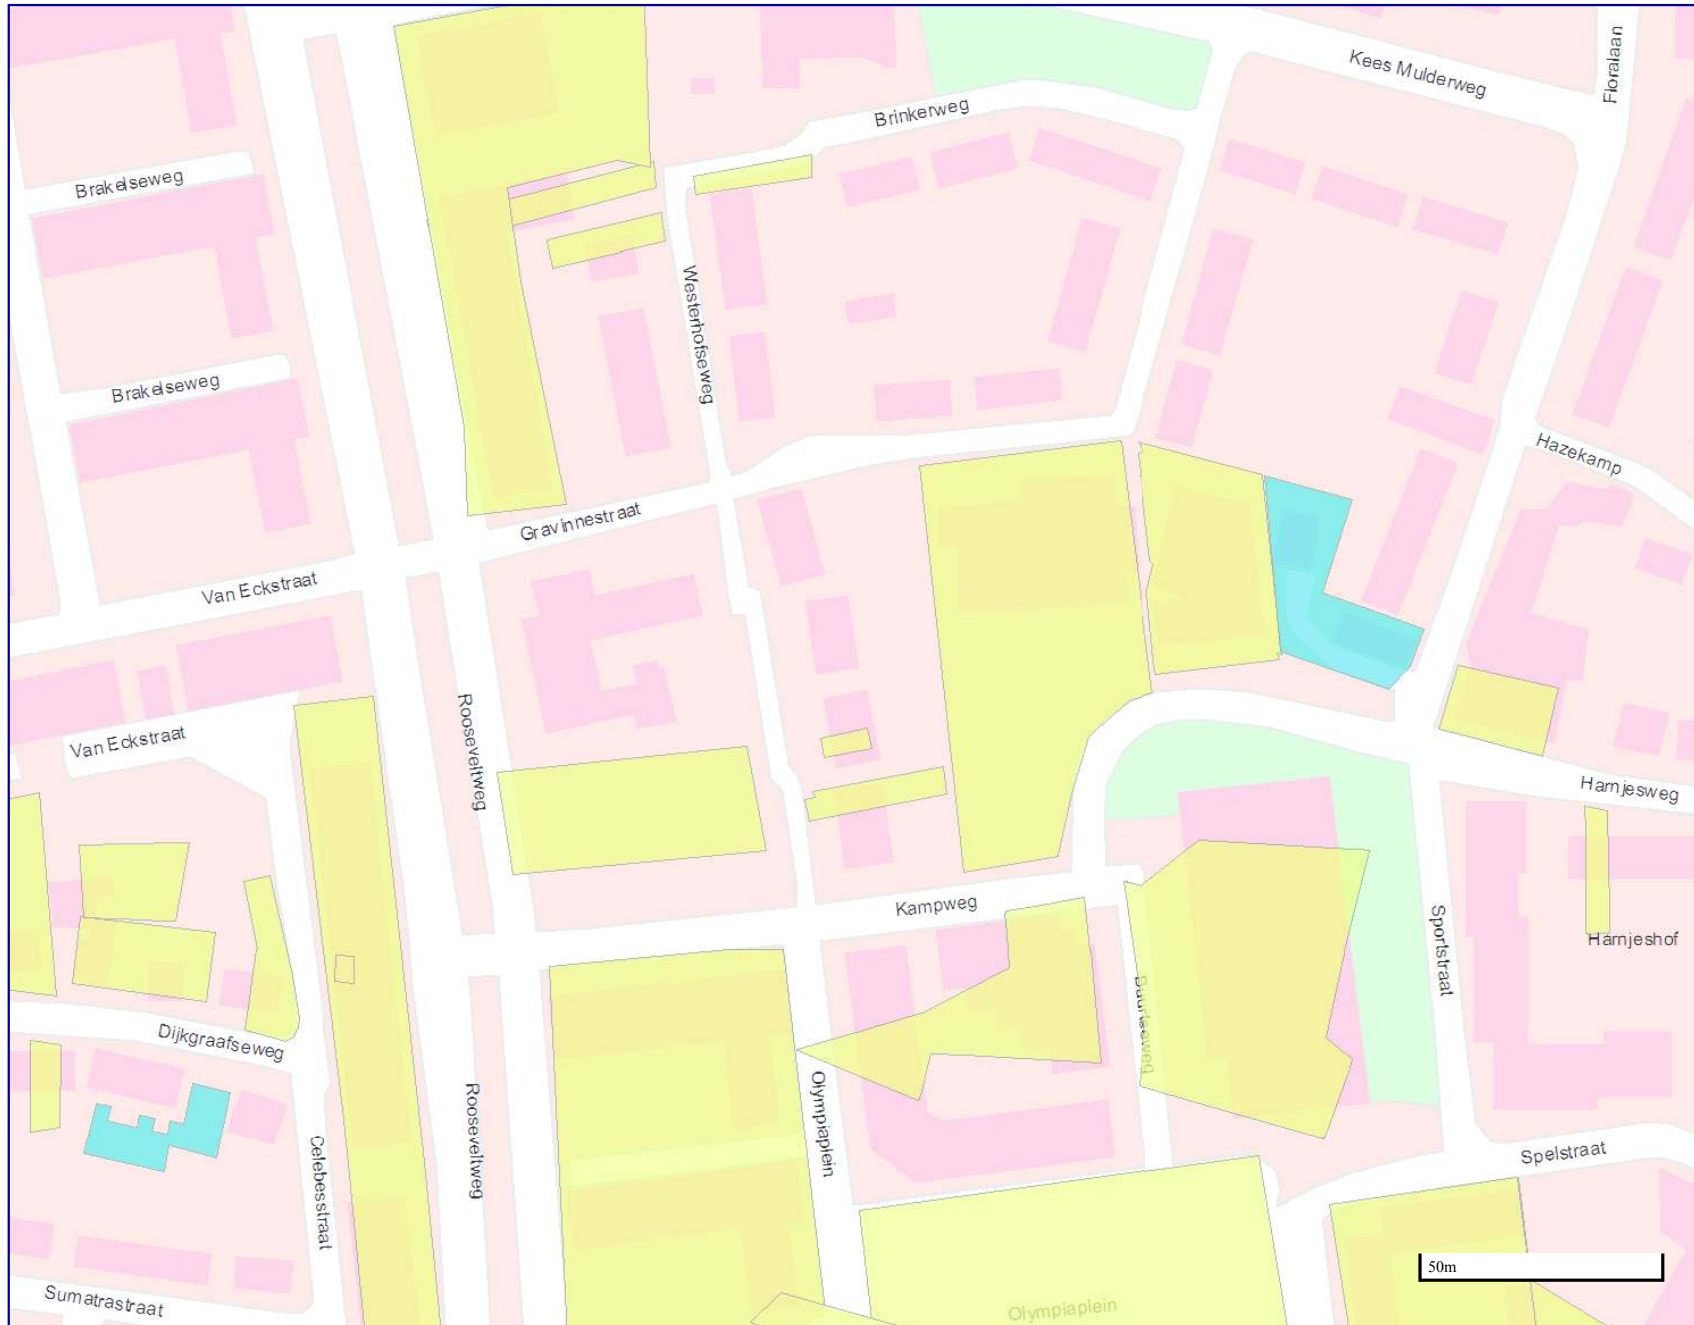 Floralaan
Kees Mulderweg
Brinkerweg
Brakelseweg
Westerhofseweg
Brakelseweg
Hazekamp
Gravinnestraat
Van Eckstraat
Rooseveltweg
Van Eckstraat
Harnjesweg
Kampweg
Sportstraat
Harnjeshof
Buurtseweg
Dijkgraafseweg
Olympiaplein
Rooseveltweg
Celebesstraat
Spelstraat
50m
Sumatrastraat
Olympiaplein